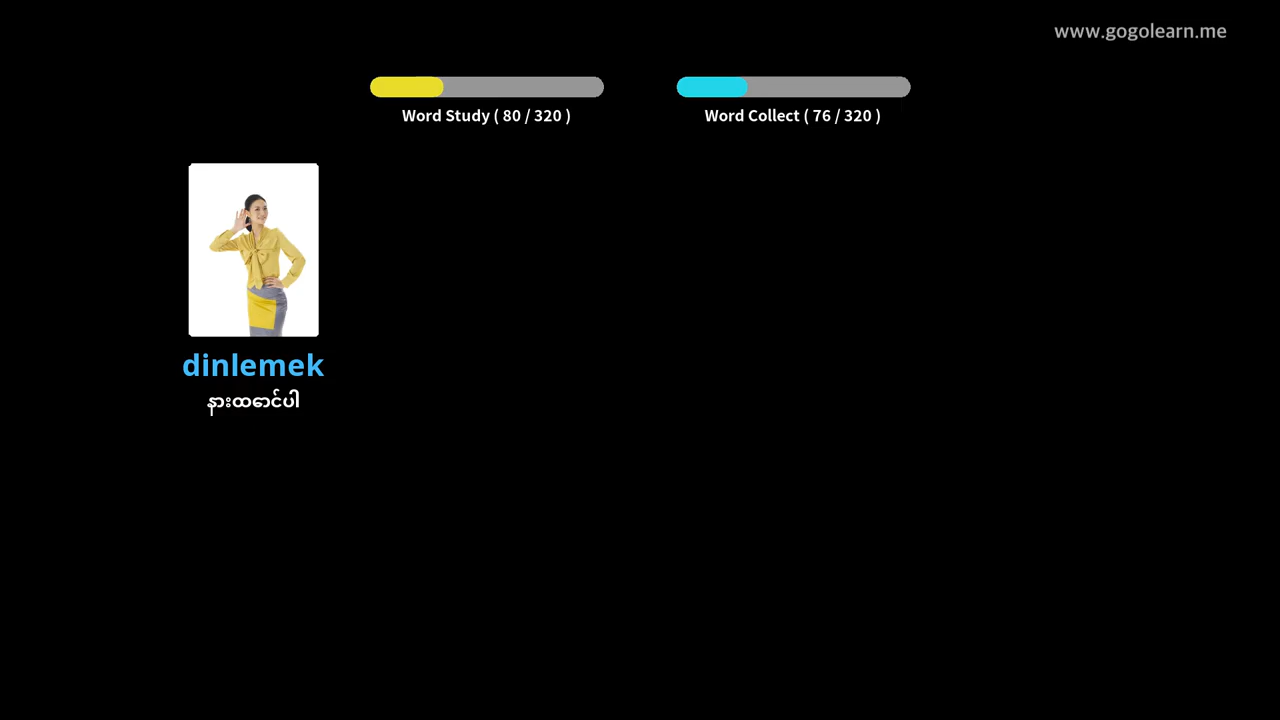 www.gogolearn.me
Word Study ( 80 / 320 )
Word Collect ( 76 / 320 )
dinlemek
နားထောင်ပါ